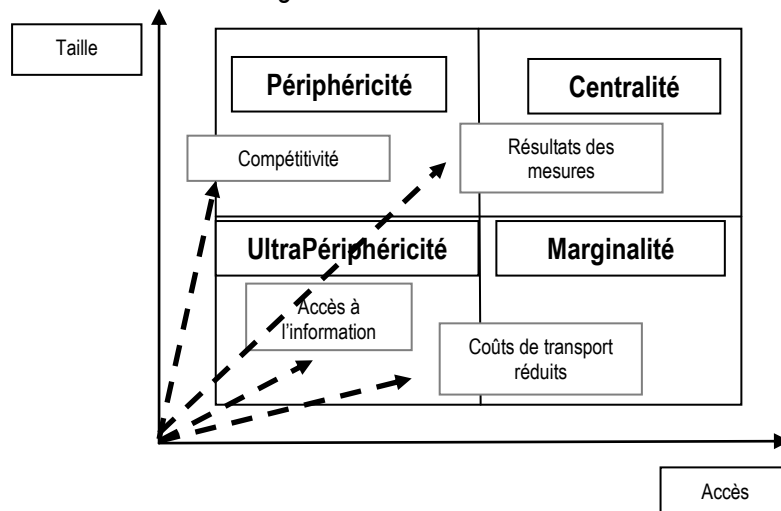 Taille
Périphéricité
Centralité
Compétitivité
Résultats des
mesures
UltraPériphéricité
Marginalité
Accès à
l'information
Coûts de transport
réduits
Accès